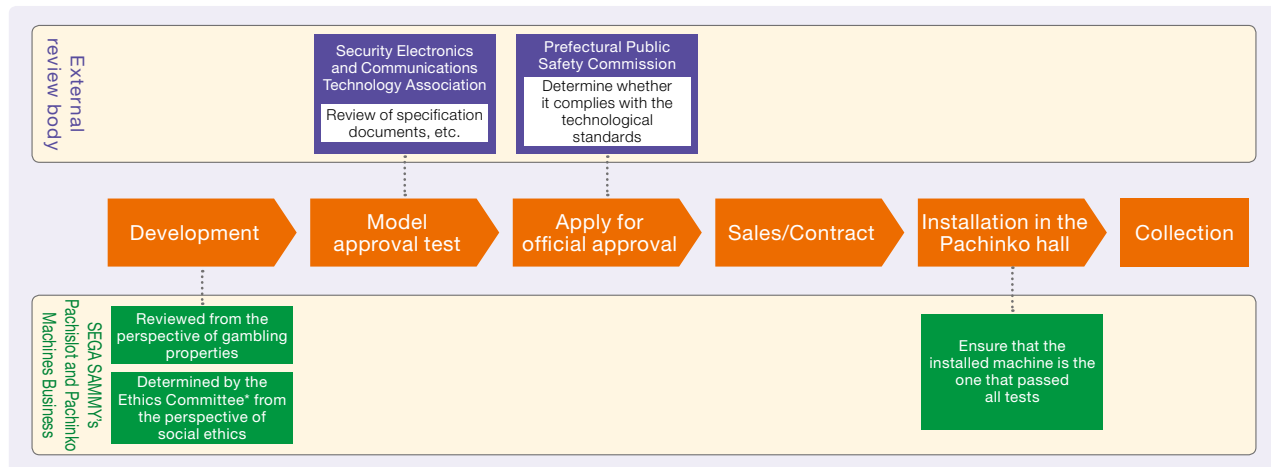 External
review body
Security Electronics
and Communications
Technology Association
Review of specification
documents, etc.
Prefectural Public
Safety Commission
Determine whether
it complies with the
technological
standards
Development
Model
approval test
Apply for
official approval
Sales/Contract
Installation in the
Pachinko hall
Collection
SEGA SAMMY's
Pachislot and Pachinko
Machines Business
Reviewed from the
perspective of gambling
properties
Determined by the
Ethics Committee* from
the perspective of
social ethics
Ensure that the
installed machine is the
one that passed
all tests